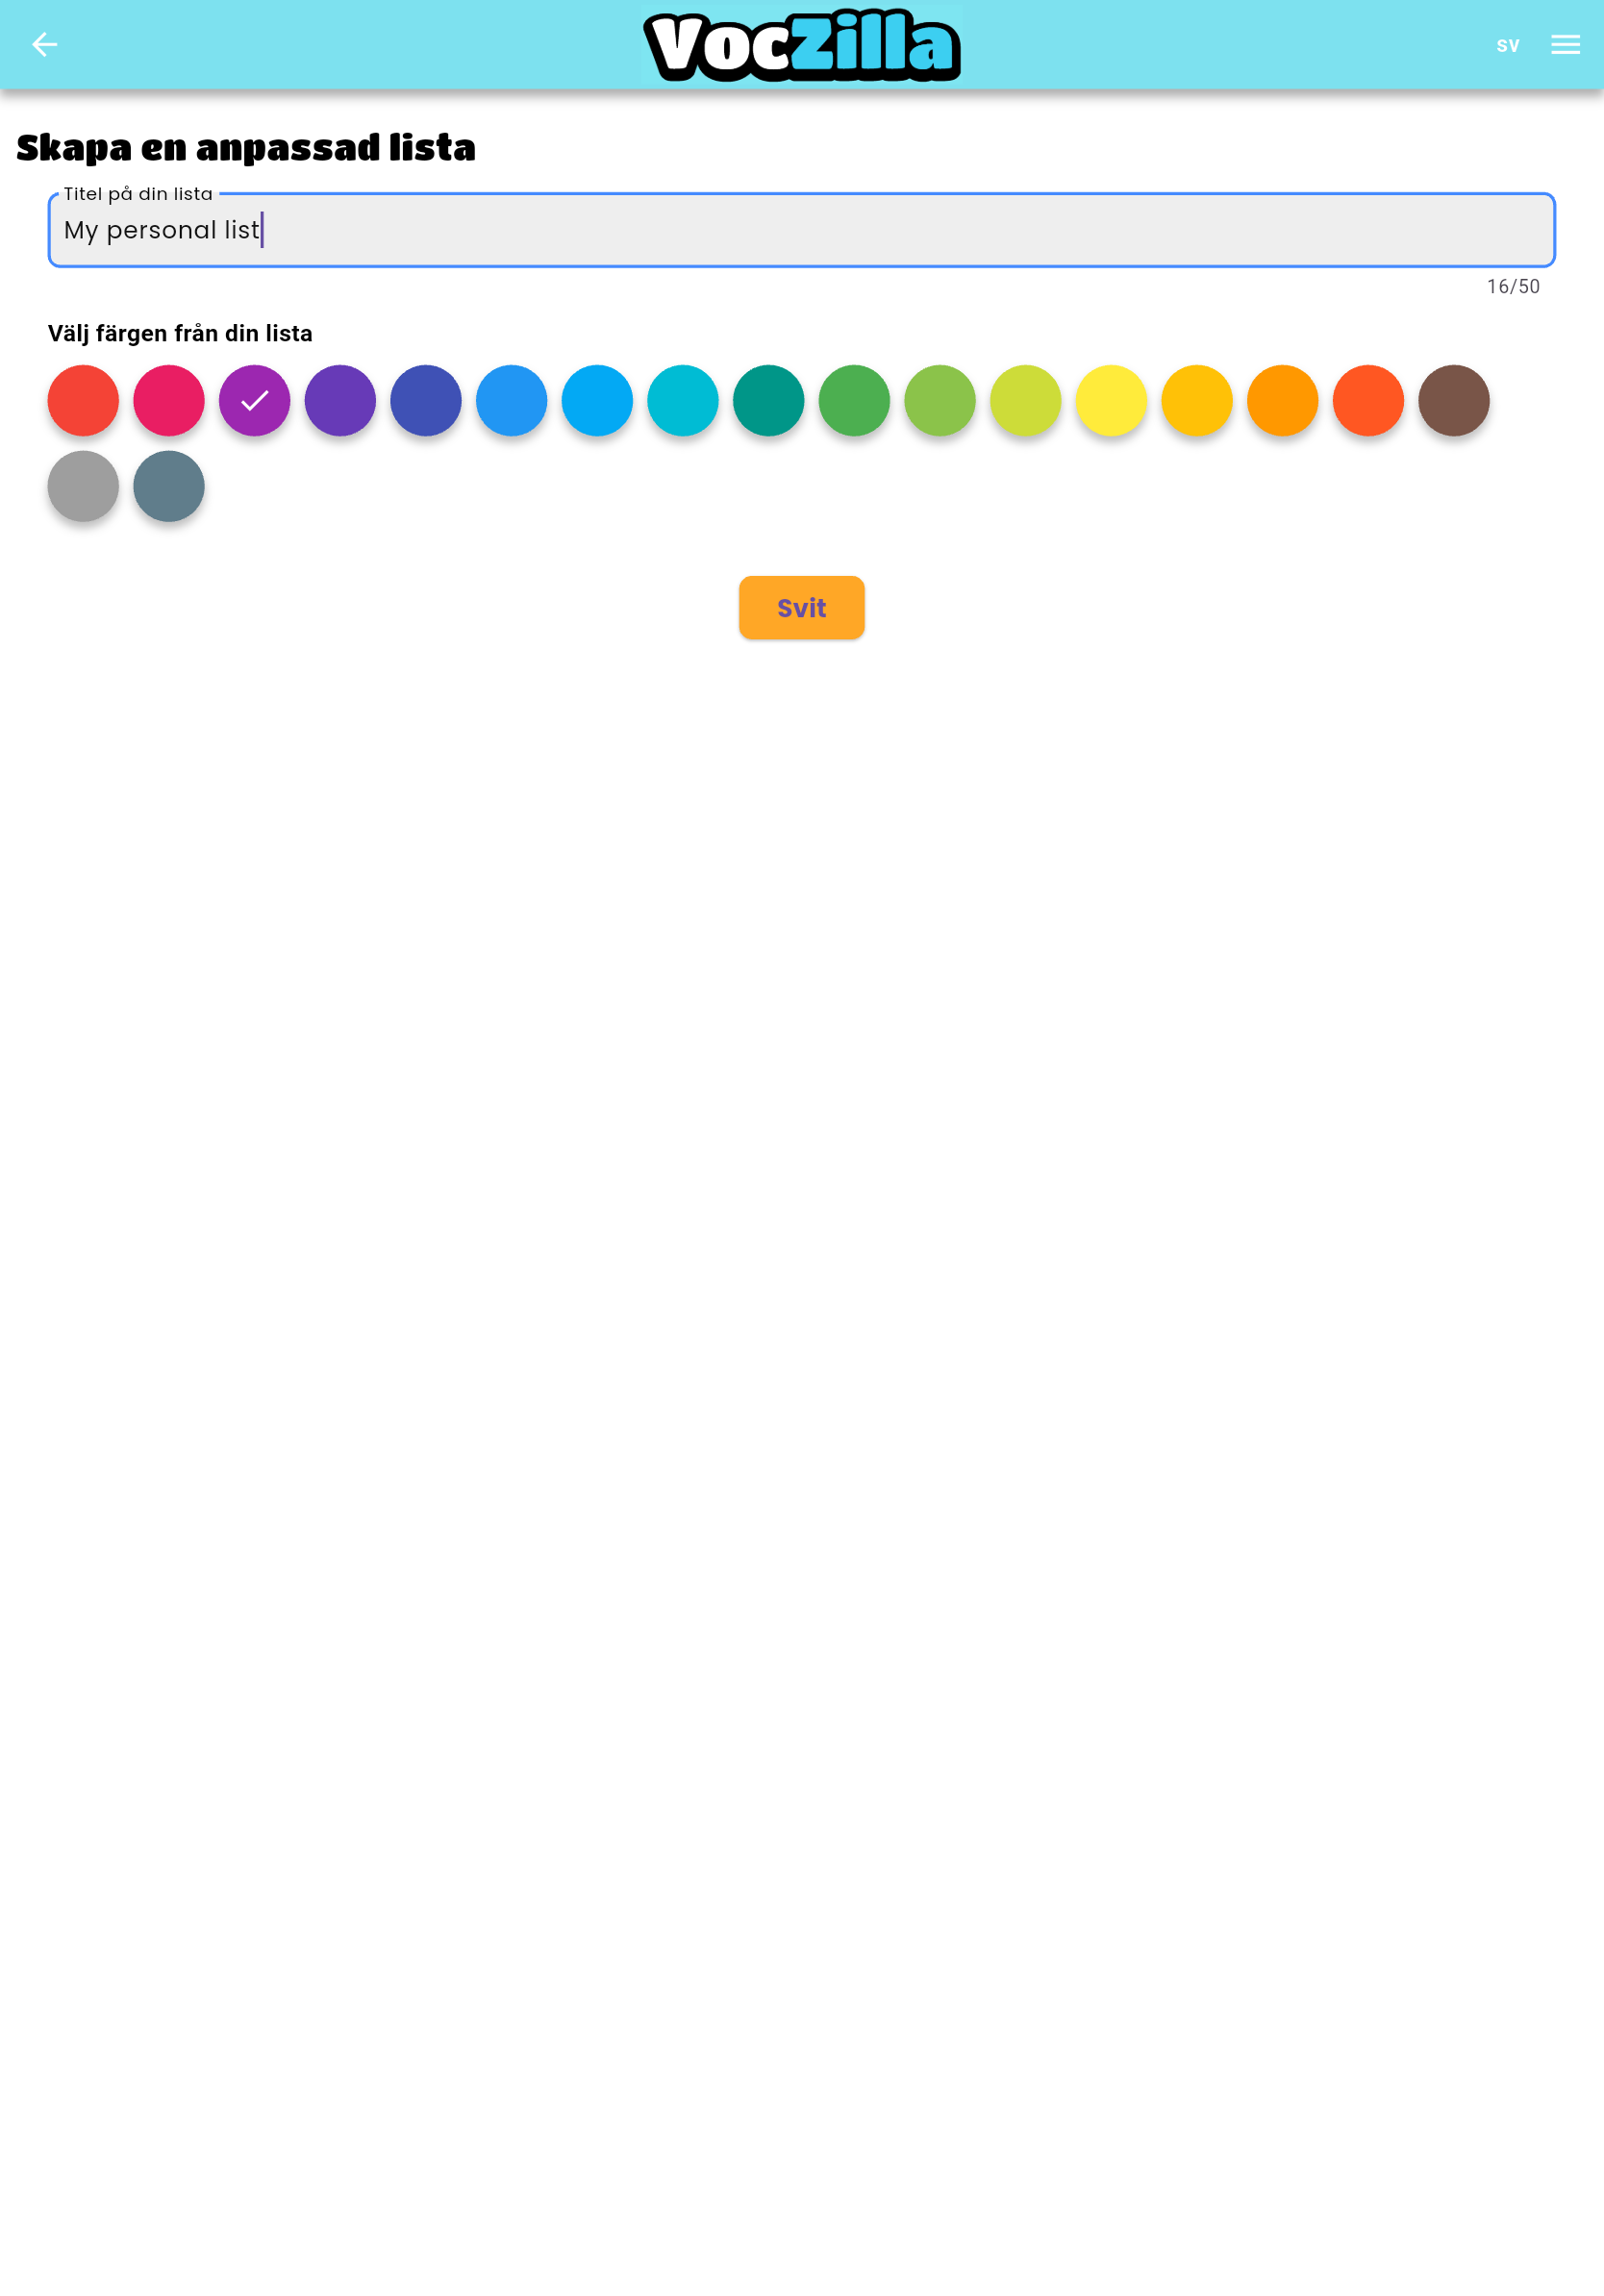 VocZilla
sv
Skapa en anpassad lista
Titel på din lista
My personal list
16/50
Välj färgen från din lista
Svit